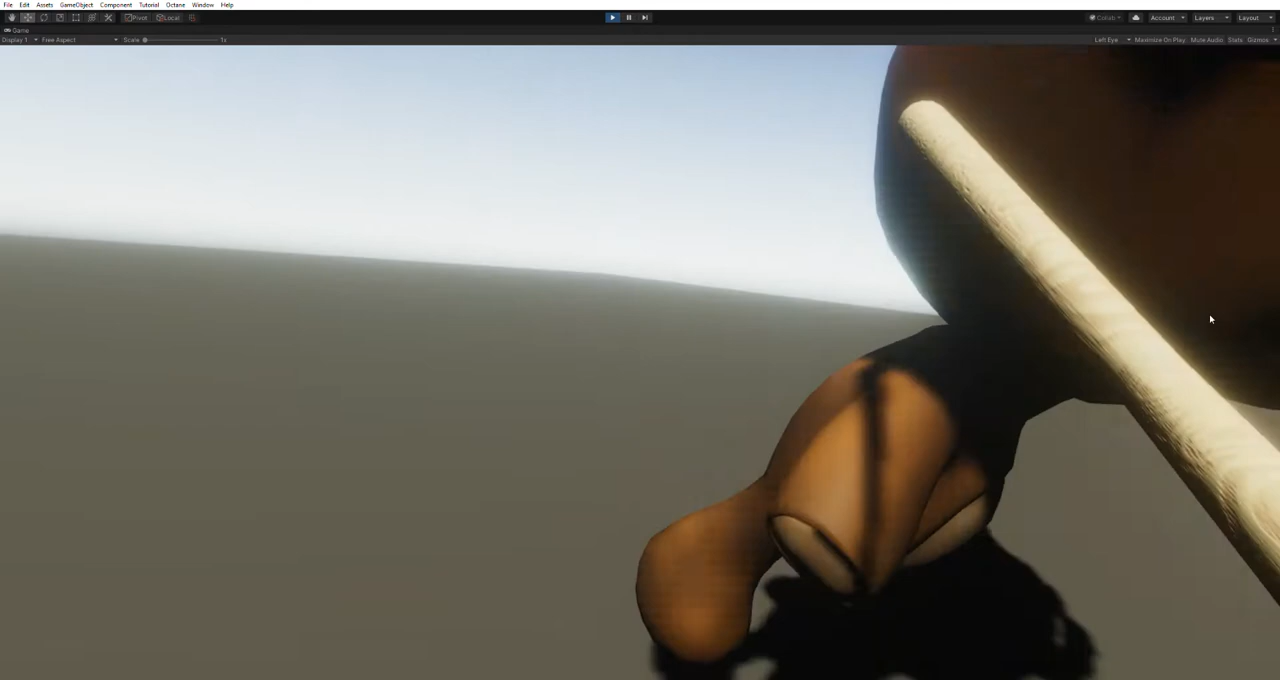 File Edit Assets GameObject Component Tutorial Octane Window Help
Pivot Local Collab Account Layers Layout
Game
Display 1 Free Aspect Scale 1x Left Eye Maximize On Play Mute Audio Stats Gizmos